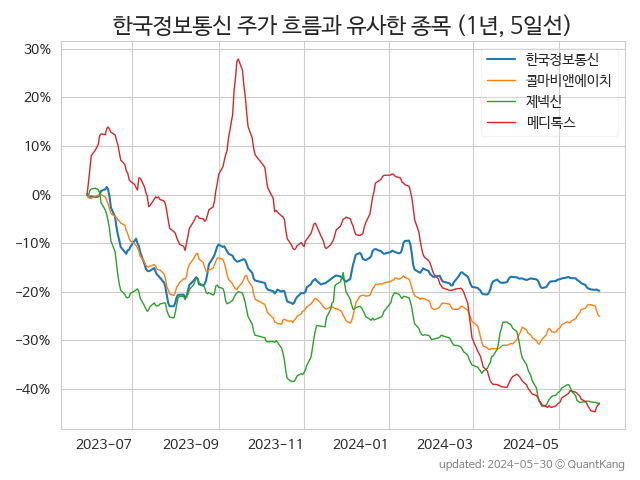 한국정보통신 주가 흐름과 유사한 종목 (1년, 5일선)
한국정보통신
콜마비앤에이치
제넥신
메디톡스
30%
20%
10%
0%
−10%
−20%
−30%
−40%
2023-07
2023-09
2023-11
2024-01
2024-03
2024-05
updated: 2024-05-30 © QuantKang